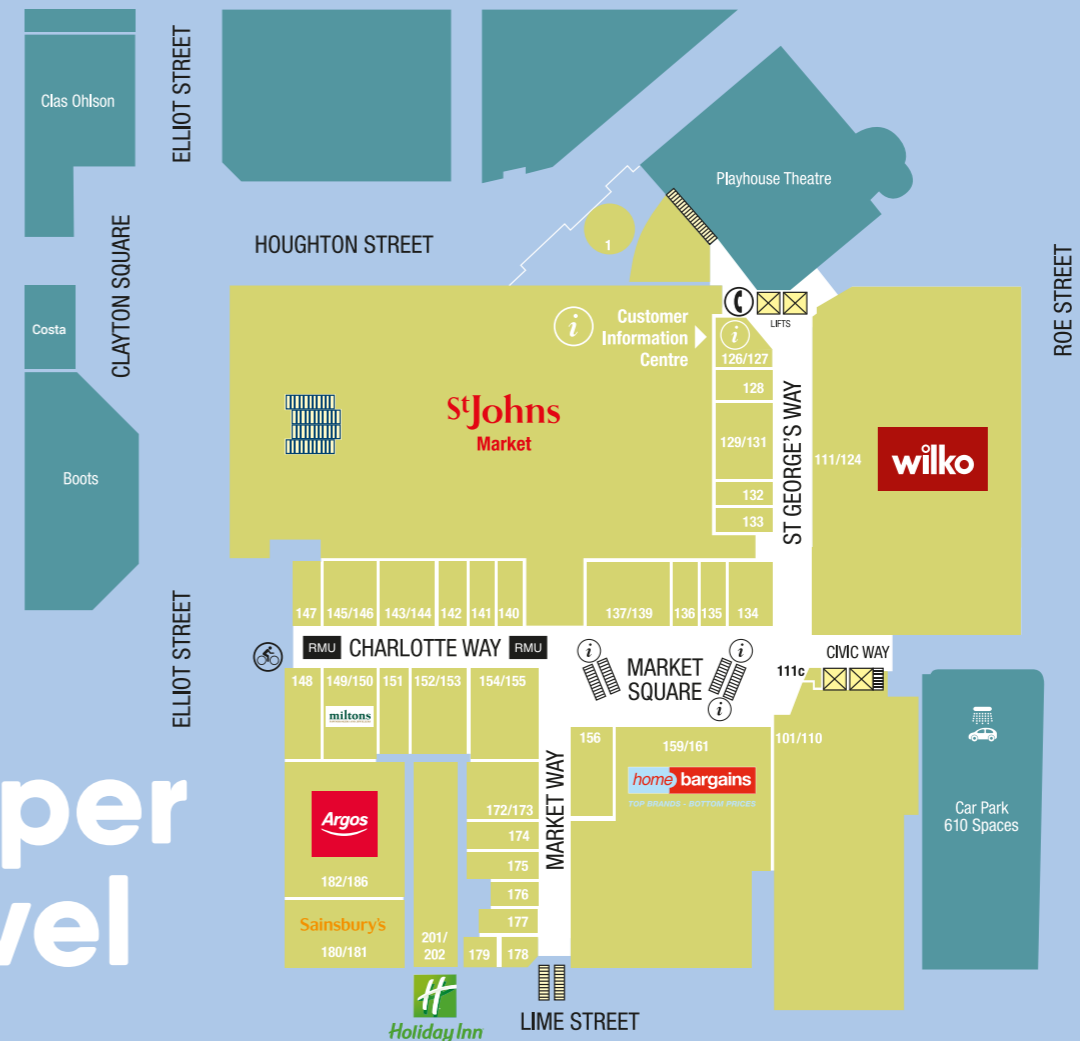 ELLIOT STREET
Clas Ohlson
Playhouse Theatre
CLAYTON SQUARE
HOUGHTON STREET
1
ROE STREET
Costa
LIFTS
i
Customer
Information
Centre
i
126/127
128
StJohns
Market
129/131
ST GEORGE'S WAY
111/124
wilko
132
133
Boots
ELLIOT STREET
147
145/146
143/144
142
141
140
137/139
136
135
134
RMU
CHARLOTTE WAY
RMU
i
MARKET
SQUARE
i
i
CIVIC WAY
111c
148
149/150
151
152/153
154/155
miltons
156
159/161
101/110
home bargains
TOP BRANDS - BOTTOM PRICES
MARKET WAY
Car Park
610 Spaces
per
vel
Argos
182/186
172/173
174
175
176
177
Sainsbury's
180/181
201/
202
179
178
H
Holiday Inn
LIME STREET